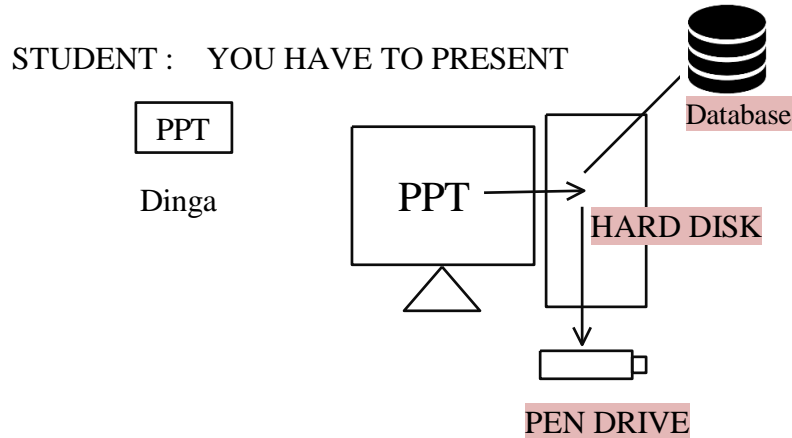 STUDENT : YOU HAVE TO PRESENT
Database
PPT
Dinga
PPT
HARD DISK
PEN DRIVE